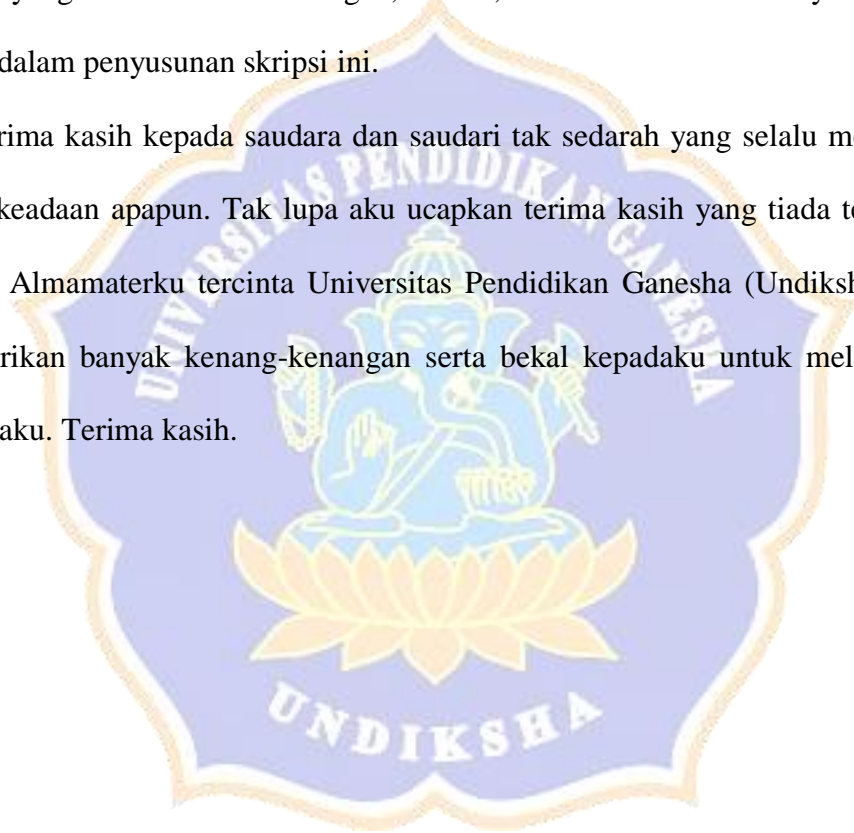 dalam penyusunan skripsi ini.
rima kasih kepada saudara dan saudari tak sedarah yang selalu me
keadaan apapun. Tak lupa aku ucapkan terima kasih yang tiada te
Almamaterku tercinta Universitas Pendidikan Ganesha (Undiksh
rikan banyak kenang-kenangan serta bekal kepadaku untuk mel
aku. Terima kasih.
UNIVERSITAS PENDIDIKAN GANESHA
UNDIKSHA